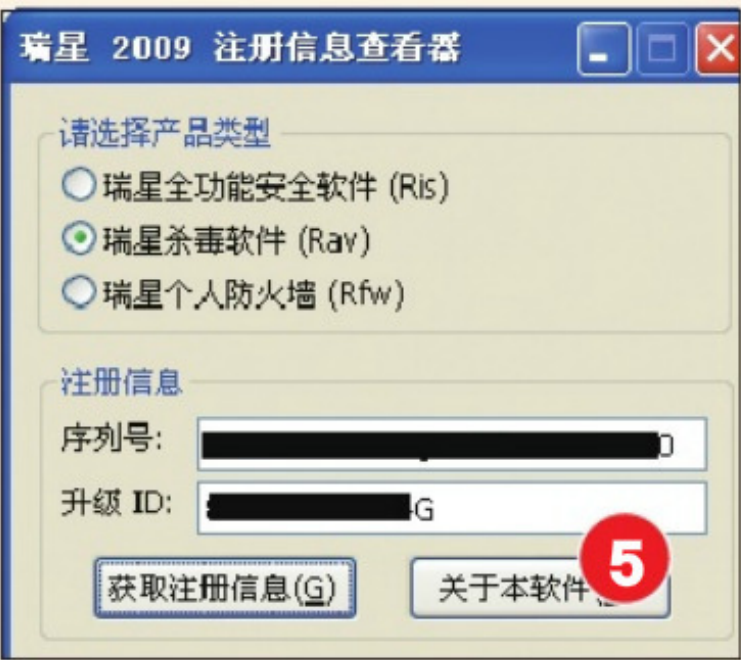 瑞星 2009 注册信息查看器
请选择产品类型
瑞星全功能安全软件 (Ris)
瑞星杀毒软件 (Rav)
瑞星个人防火墙 (Rfw)
注册信息
序列号:
升级 ID: G
获取注册信息(G) 关于本软件
5